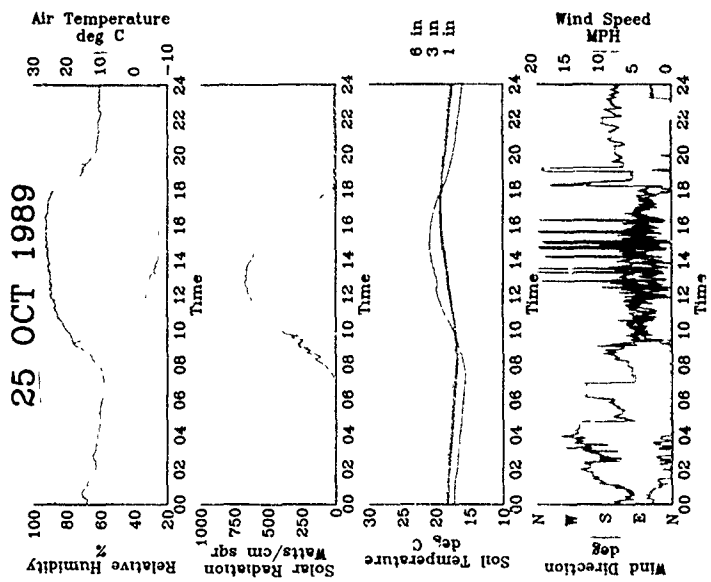 25 OCT 1989
Air Temperature
deg C
30
20
10
0
-10
100
80
60
40
20
Relative Humidity
%
00 02 04 06 08 10 12 14 16 18 20 22 24
Time
1000
750
500
250
0
Solar Radiation
Watts/cm sqr
00 02 04 06 08 10 12 14 16 18 20 22 24
Time
30
20
10
Soil Temperature
deg C
6 in
3 in
1 in
00 02 04 06 08 10 12 14 16 18 20 22 24
Time
Wind Speed
MPH
20
15
10
5
0
N
W
S
E
N
Wind Direction
deg
00 02 04 06 08 10 12 14 16 18 20 22 24
Time